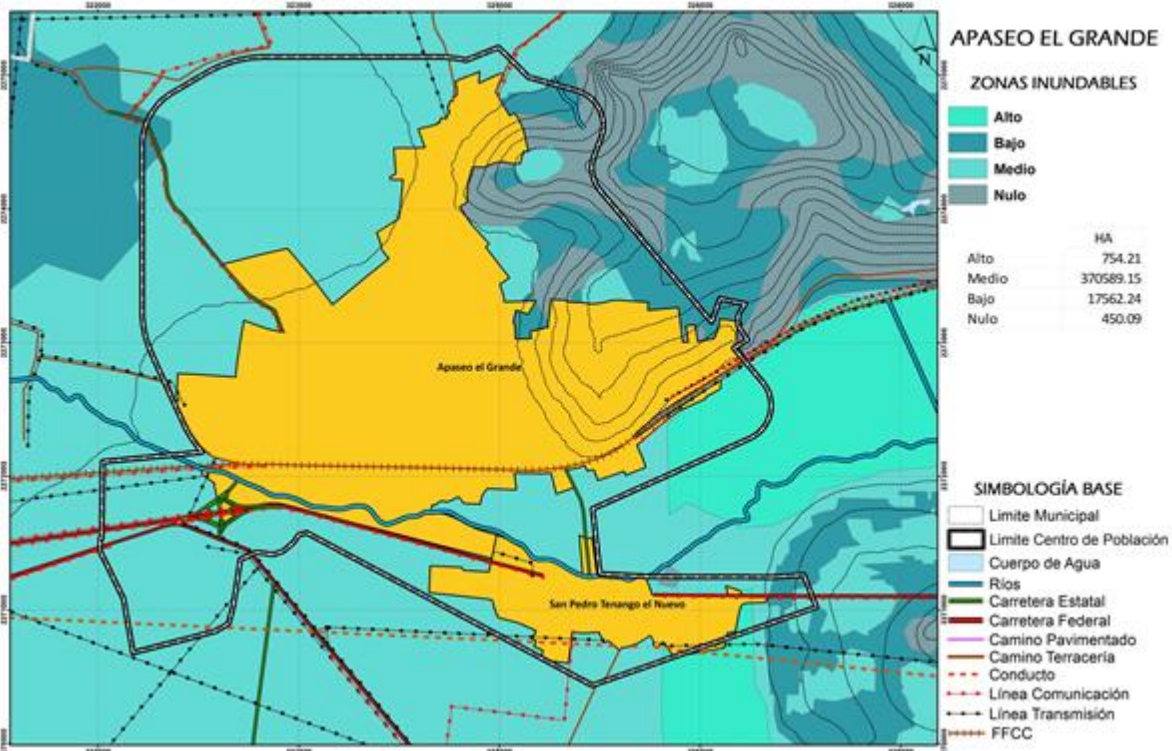 APASEO EL GRANDE
N
ZONAS INUNDABLES
Alto
Bajo
Medio
Nulo
HA
Alto 754.21
Medio 370589.15
Bajo 17562.24
Nulo 450.09
Apaseo el Grande
San Pedro Tenango el Nuevo
SIMBOLOGÍA BASE
Limite Municipal
Limite Centro de Población
Cuerpo de Agua
Ríos
Carretera Estatal
Carretera Federal
Camino Pavimentado
Camino Terracería
Conducto
Línea Comunicación
Línea Transmisión
FFCC